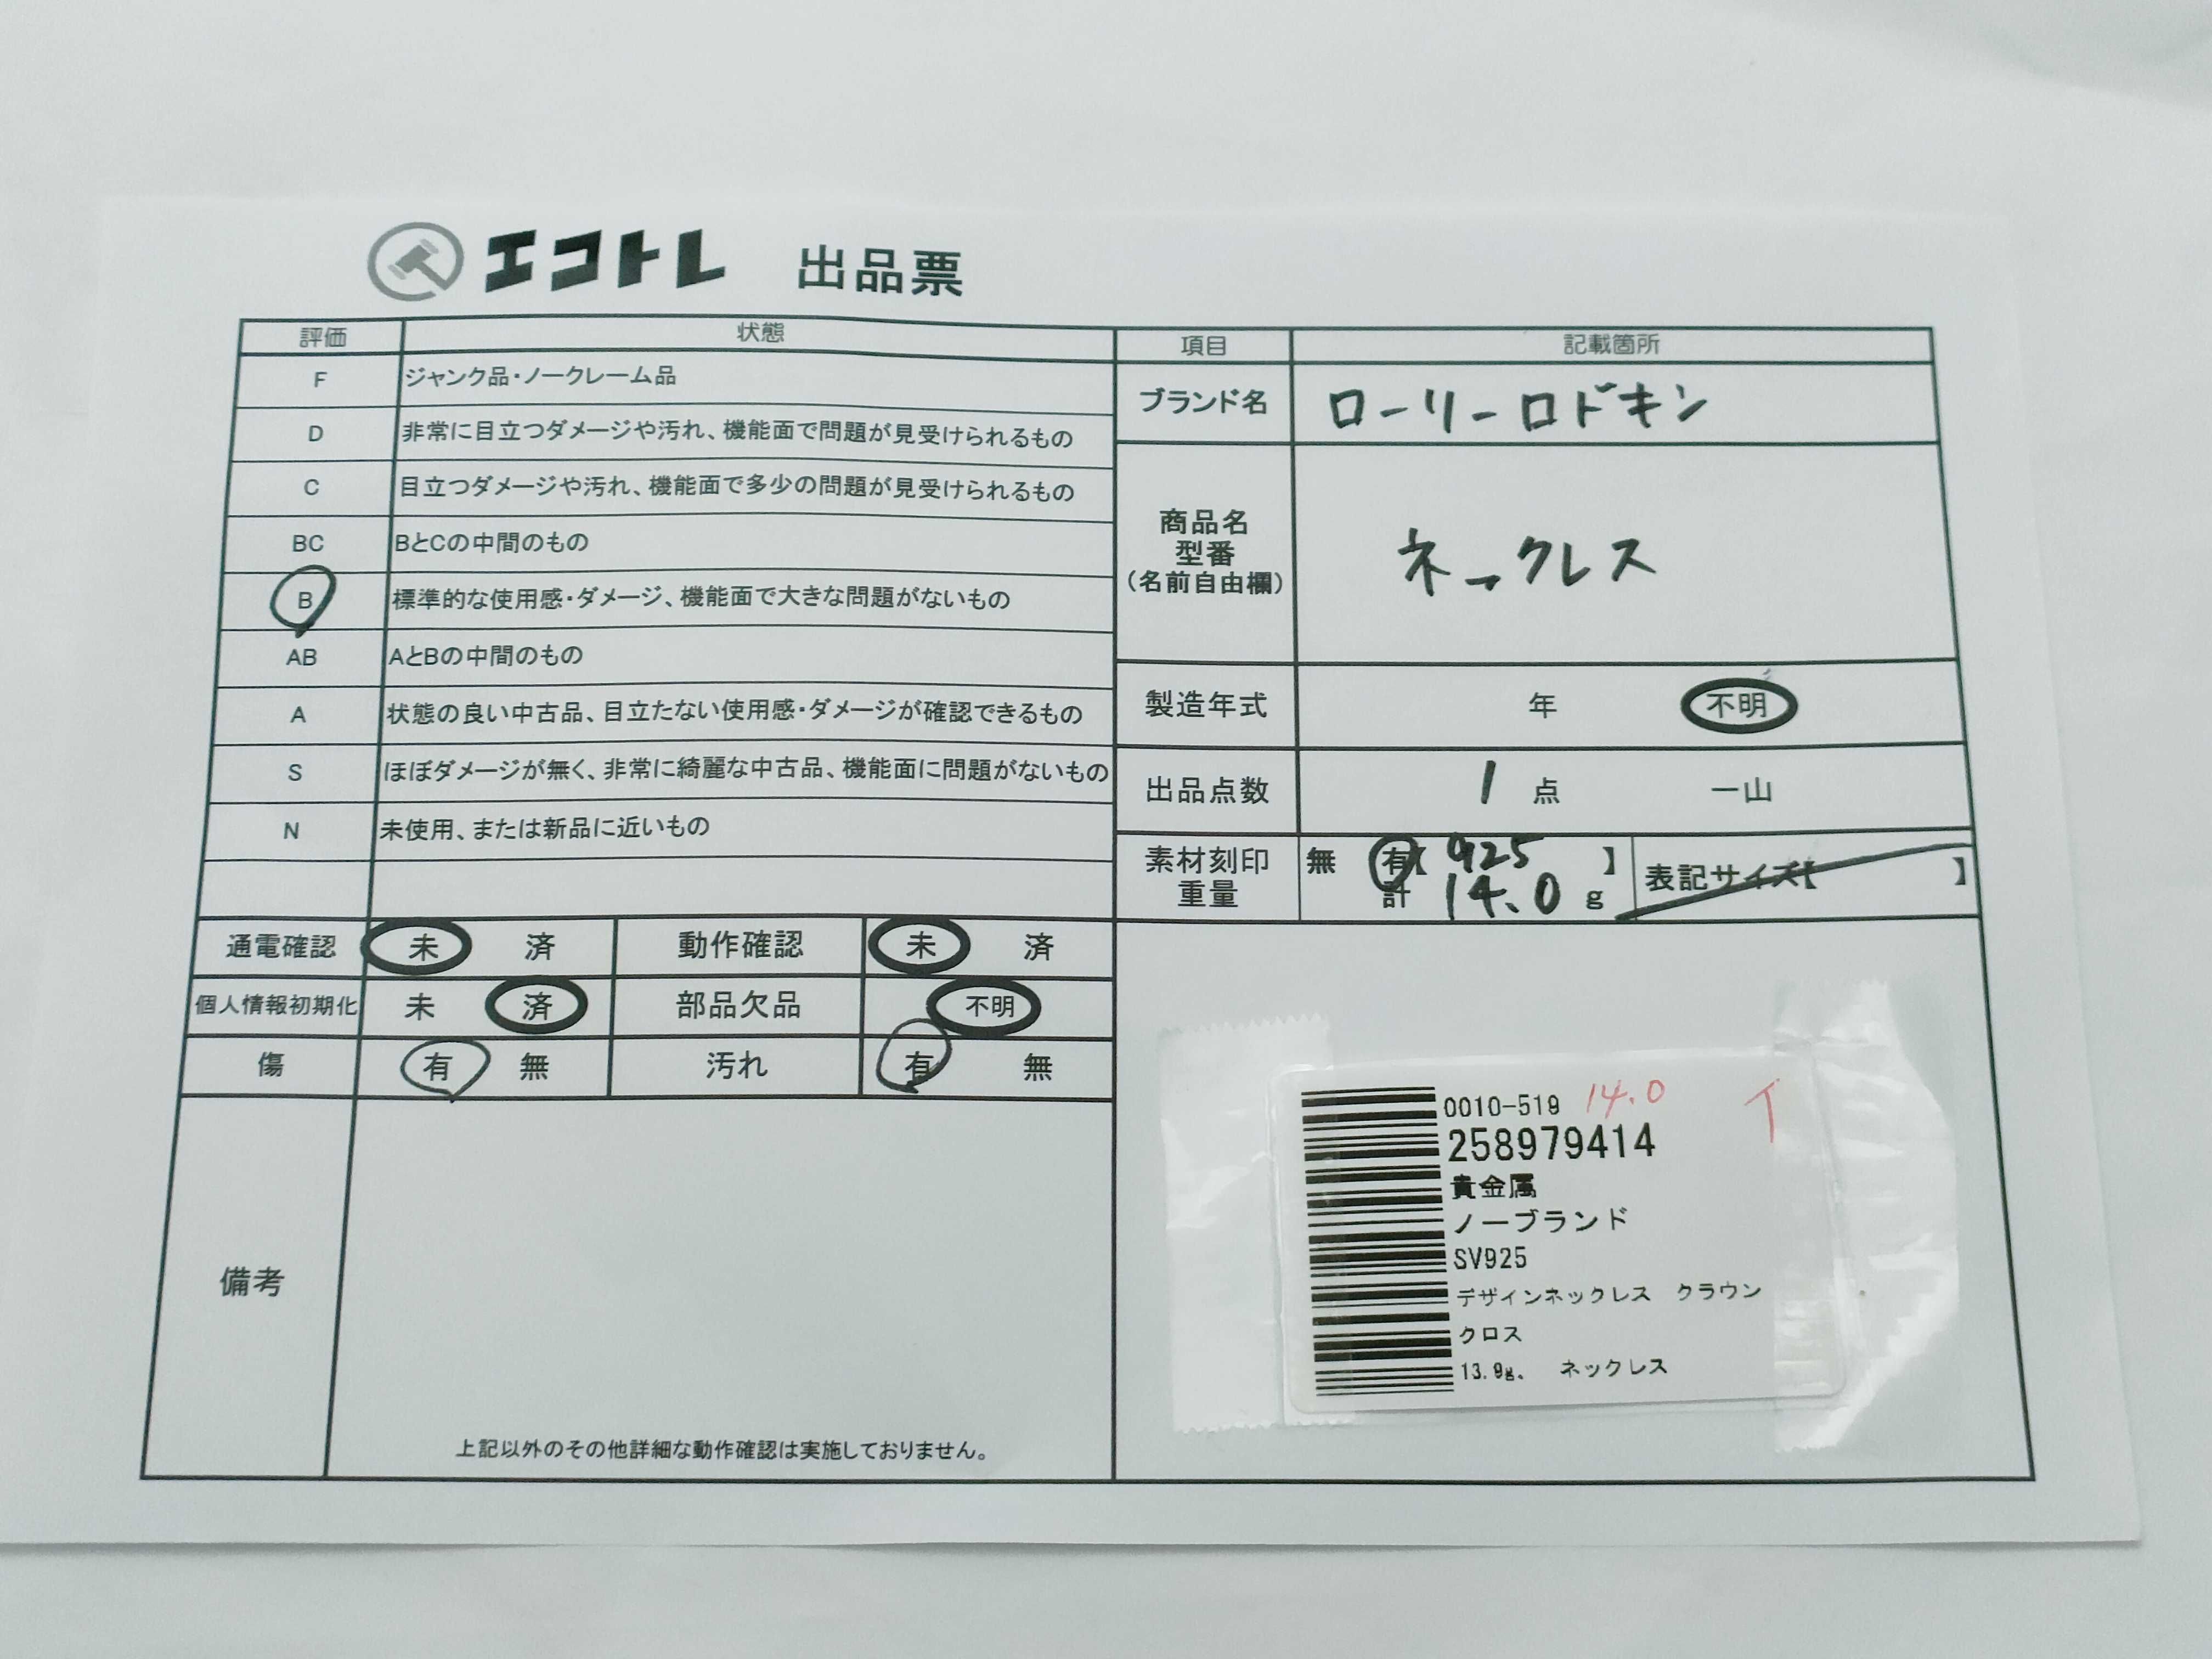 エコトレ 出品票
評価 状態 項目 記載箇所
F ジャンク品・ノークレーム品
D 非常に目立つダメージや汚れ、機能面で問題が見受けられるもの
C 目立つダメージや汚れ、機能面で多少の問題が見受けられるもの
BC BとCの中間のもの
B 標準的な使用感・ダメージ、機能面で大きな問題がないもの
AB AとBの中間のもの
A 状態の良い中古品、目立たない使用感・ダメージが確認できるもの
S ほぼダメージが無く、非常に綺麗な中古品、機能面に問題がないもの
N 未使用、または新品に近いもの
ブランド名 ローリーロドキン
商品名
型番
(名前自由欄)
ネックレス
製造年式 年 不明
出品点数 1 点 一山
素材刻印 無 有【 925 】
重量 計 14.0 g
表記サイズ【 】
通電確認 未 済 動作確認 未 済
個人情報初期化 未 済 部品欠品 不明
傷 有 無 汚れ 有 無
備考
上記以外のその他詳細な動作確認は実施しておりません。
0010-519 14.0 イ
258979414
貴金属
ノーブランド
SV925
デザインネックレス クラウン
クロス
13.9g、 ネックレス